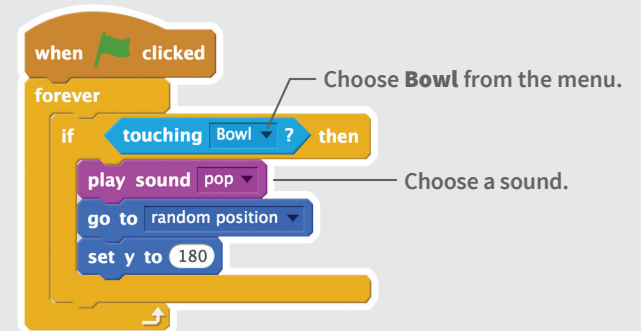 when clicked
Choose Bowl from the menu.
forever
if touching Bowl ? then
play sound pop
Choose a sound.
go to random position
set y to 180